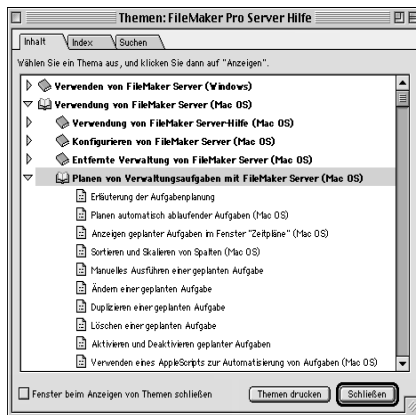 Themen: FileMaker Pro Server Hilfe
Inhalt Index Suchen
Wählen Sie ein Thema aus, und klicken Sie dann auf "Anzeigen".
Verwenden von FileMaker Server (Windows)
Verwendung von FileMaker Server (Mac OS)
Verwendung von FileMaker Server-Hilfe (Mac OS)
Konfigurieren von FileMaker Server (Mac OS)
Entfernte Verwaltung von FileMaker Server (Mac OS)
Planen von Verwaltungsaufgaben mit FileMaker Server (Mac OS)
Erläuterung der Aufgabenplanung
Planen automatisch ablaufender Aufgaben (Mac OS)
Anzeigen geplanter Aufgaben im Fenster "Zeitpläne" (Mac OS)
Sortieren und Skalieren von Spalten (Mac OS)
Manuelles Ausführen einer geplanten Aufgabe
Ändern einer geplanten Aufgabe
Duplizieren einer geplanten Aufgabe
Löschen einer geplanten Aufgabe
Aktivieren und Deaktivieren geplanter Aufgaben
Verwenden eines AppleScripts zur Automatisierung von Aufgaben (Mac OS)
Fenster beim Anzeigen von Themen schließen Themen drucken Schließen